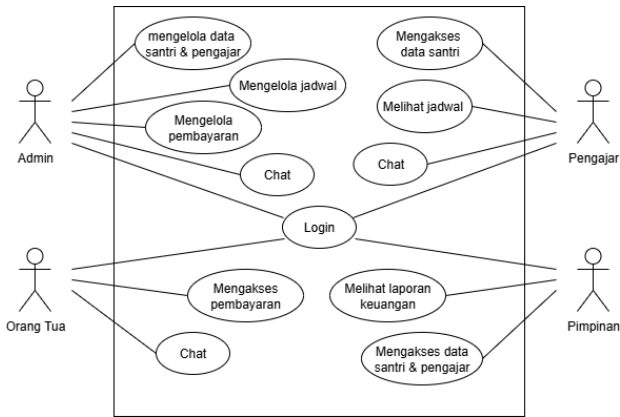 mengelola data
santri & pengajar
Mengakses
data santri
Mengelola jadwal
Melihat jadwal
Mengelola
pembayaran
Admin
Pengajar
Chat
Chat
Login
Mengakses
pembayaran
Melihat laporan
keuangan
Orang Tua
Pimpinan
Chat
Mengakses data
santri & pengajar